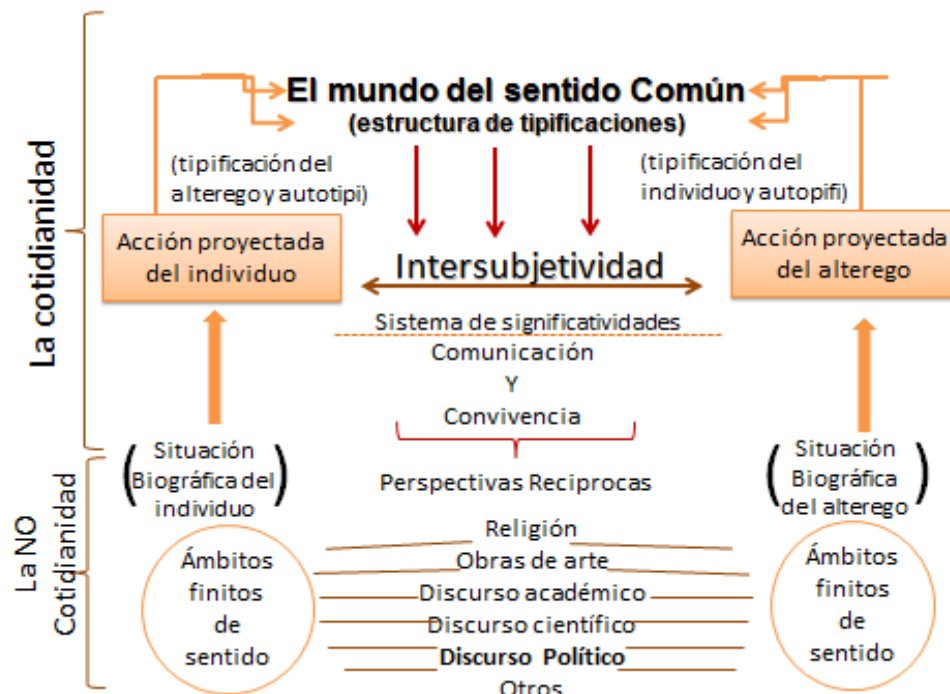 La cotidianidad
El mundo del sentido Común
(estructura de tipificaciones)
(tipificación del
alterego y autotipi)
(tipificación del
individuo y autopifi)
Acción proyectada
del individuo
Acción proyectada
del alterego
Intersubjetividad
Sistema de significatividades
Comunicación
Y
Convivencia
(Situación
Biográfica del
individuo)
(Situación
Biográfica
del alterego)
Perspectivas Reciprocas
La NO
Cotidianidad
Ámbitos
finitos
de
sentido
Religión
Obras de arte
Discurso académico
Discurso científico
Discurso Político
Otros
Ámbitos
finitos
de
sentido